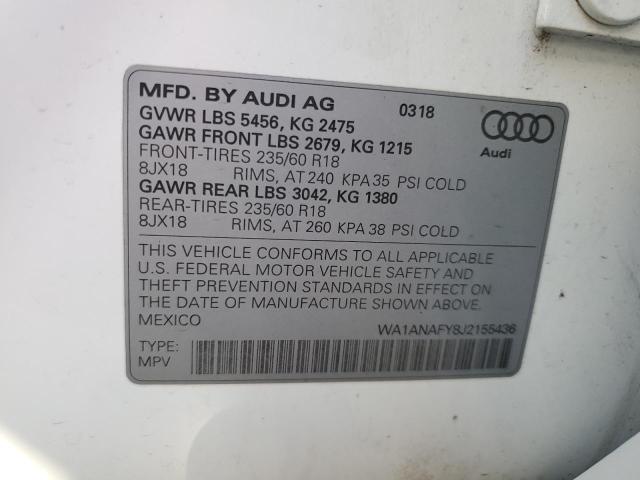 MFD. BY AUDI AG 0318
GVWR LBS 5456, KG 2475
GAWR FRONT LBS 2679, KG 1215
FRONT-TIRES 235/60 R18
8JX18 RIMS, AT 240 KPA 35 PSI COLD
GAWR REAR LBS 3042, KG 1380
REAR-TIRES 235/60 R18
8JX18 RIMS, AT 260 KPA 38 PSI COLD
Audi
THIS VEHICLE CONFORMS TO ALL APPLICABLE
U.S. FEDERAL MOTOR VEHICLE SAFETY AND
THEFT PREVENTION STANDARDS IN EFFECT ON
THE DATE OF MANUFACTURE SHOWN ABOVE.
MEXICO
WA1ANAFY8J2155436
TYPE:
MPV